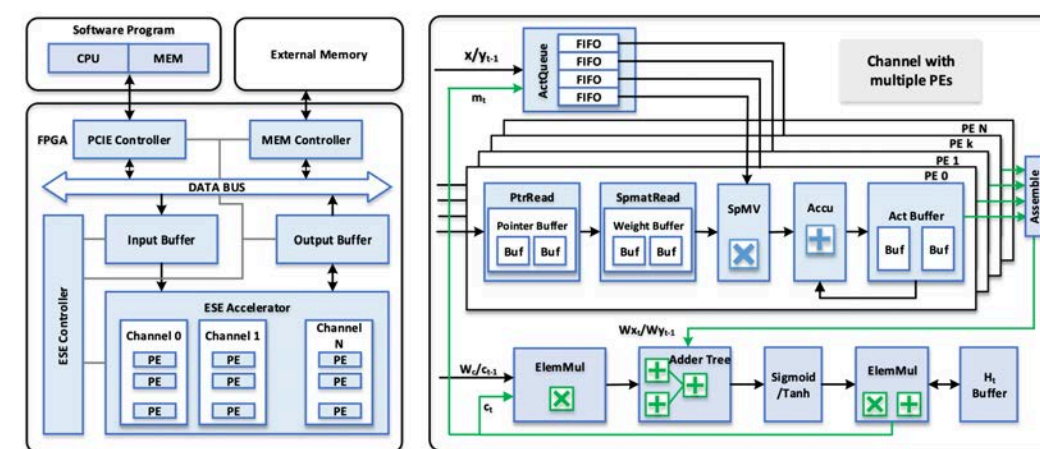 Software Program
CPU
MEM
External Memory
FPGA
PCIE Controller
MEM Controller
DATA BUS
Input Buffer
Output Buffer
ESE Controller
ESE Accelerator
Channel 0
PE
PE
PE
Channel 1
PE
PE
PE
Channel
N
PE
PE
PE
x/yt-1
mt
ActQueue
FIFO
FIFO
FIFO
FIFO
Channel with
multiple PEs
PE N
PE k
PE 1
PE 0
PtrRead
Pointer Buffer
Buf
Buf
SpmatRead
Weight Buffer
Buf
Buf
SpMV
Accu
Act Buffer
Buf
Buf
Assemble
Wxt/Wyt-1
Wc/ct-1
ct
ElemMul
Adder Tree
Sigmoid
/Tanh
ElemMul
Ht
Buffer